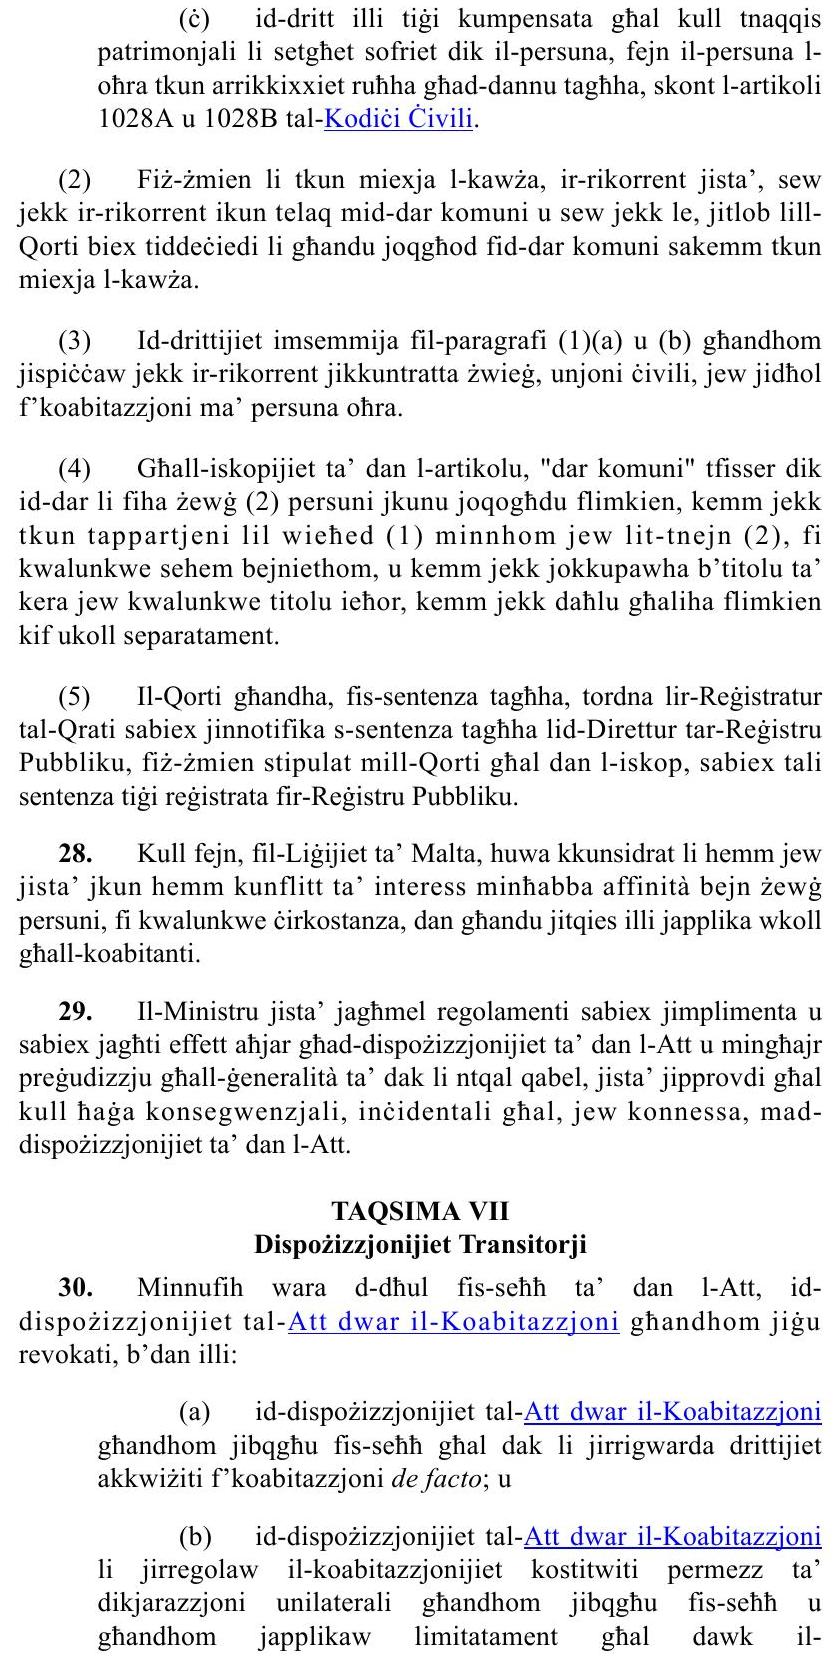 (ċ) id-dritt illi tiġi kumpensata għal kull tnaqqis
patrimonjali li setgħet sofriet dik il-persuna, fejn il-persuna l-
oħra tkun arrikkixxiet ruħha għad-dannu tagħha, skont l-artikoli
1028A u 1028B tal-Kodiċi Ċivili.
(2) Fiż-żmien li tkun miexja l-kawża, ir-rikorrent jista’, sew
jekk ir-rikorrent ikun telaq mid-dar komuni u sew jekk le, jitlob lill-
Qorti biex tiddeċiedi li għandu joqgħod fid-dar komuni sakemm tkun
miexja l-kawża.
(3) Id-drittijiet imsemmija fil-paragrafi (1)(a) u (b) għandhom
jispiċċaw jekk ir-rikorrent jikkuntratta żwieġ, unjoni ċivili, jew jidħol
f’koabitazzjoni ma’ persuna oħra.
(4) Għall-iskopijiet ta’ dan l-artikolu, "dar komuni" tfisser dik
id-dar li fiha żewġ (2) persuni jkunu joqogħdu flimkien, kemm jekk
tkun tappartjeni lil wieħed (1) minnhom jew lit-tnejn (2), fi
kwalunkwe sehem bejniethom, u kemm jekk jokkupawha b’titolu ta’
kera jew kwalunkwe titolu ieħor, kemm jekk daħlu għaliha flimkien
kif ukoll separatament.
(5) Il-Qorti għandha, fis-sentenza tagħha, tordna lir-Reġistratur
tal-Qrati sabiex jinnotifika s-sentenza tagħha lid-Direttur tar-Reġistru
Pubbliku, fiż-żmien stipulat mill-Qorti għal dan l-iskop, sabiex tali
sentenza tiġi reġistrata fir-Reġistru Pubbliku.
28. Kull fejn, fil-Liġijiet ta’ Malta, huwa kkunsidrat li hemm jew
jista’ jkun hemm kunflitt ta’ interess minħabba affinità bejn żewġ
persuni, fi kwalunkwe ċirkostanza, dan għandu jitqies illi japplika wkoll
għall-koabitanti.
29. Il-Ministru jista’ jagħmel regolamenti sabiex jimplimenta u
sabiex jagħti effett aħjar għad-dispożizzjonijiet ta’ dan l-Att u mingħajr
preġudizzju għall-ġeneralità ta’ dak li ntqal qabel, jista’ jipprovdi għal
kull ħaġa konsegwenzjali, inċidentali għal, jew konnessa, mad-
dispożizzjonijiet ta’ dan l-Att.
TAQSIMA VII
Dispożizzjonijiet Transitorji
30. Minnufih wara d-dħul fis-seħħ ta’ dan l-Att, id-
dispożizzjonijiet tal-Att dwar il-Koabitazzjoni għandhom jiġu
revokati, b’dan illi:
(a) id-dispożizzjonijiet tal-Att dwar il-Koabitazzjoni
għandhom jibqgħu fis-seħħ għal dak li jirrigwarda drittijiet
akkwiżiti f’koabitazzjoni de facto; u
(b) id-dispożizzjonijiet tal-Att dwar il-Koabitazzjoni
li jirregolaw il-koabitazzjonijiet kostitwiti permezz ta’
dikjarazzjoni unilaterali għandhom jibqgħu fis-seħħ u
għandhom japplikaw limitatament għal dawk il-